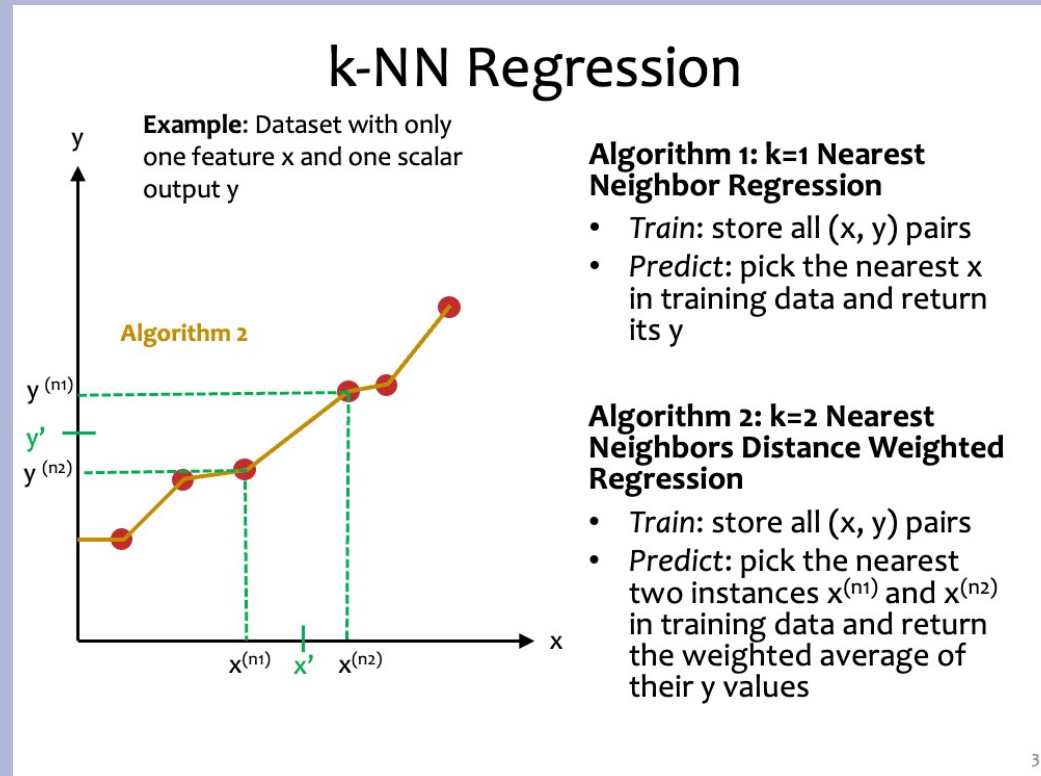 k-NN Regression
Example: Dataset with only
one feature x and one scalar
output y
y
Algorithm 2
y (n1)
y'
y (n2)
x(n1)
x'
x(n2)
x
Algorithm 1: k=1 Nearest
Neighbor Regression
• Train: store all (x, y) pairs
• Predict: pick the nearest x
in training data and return
its y
Algorithm 2: k=2 Nearest
Neighbors Distance Weighted
Regression
• Train: store all (x, y) pairs
• Predict: pick the nearest
two instances x(n1) and x(n2)
in training data and return
the weighted average of
their y values
3